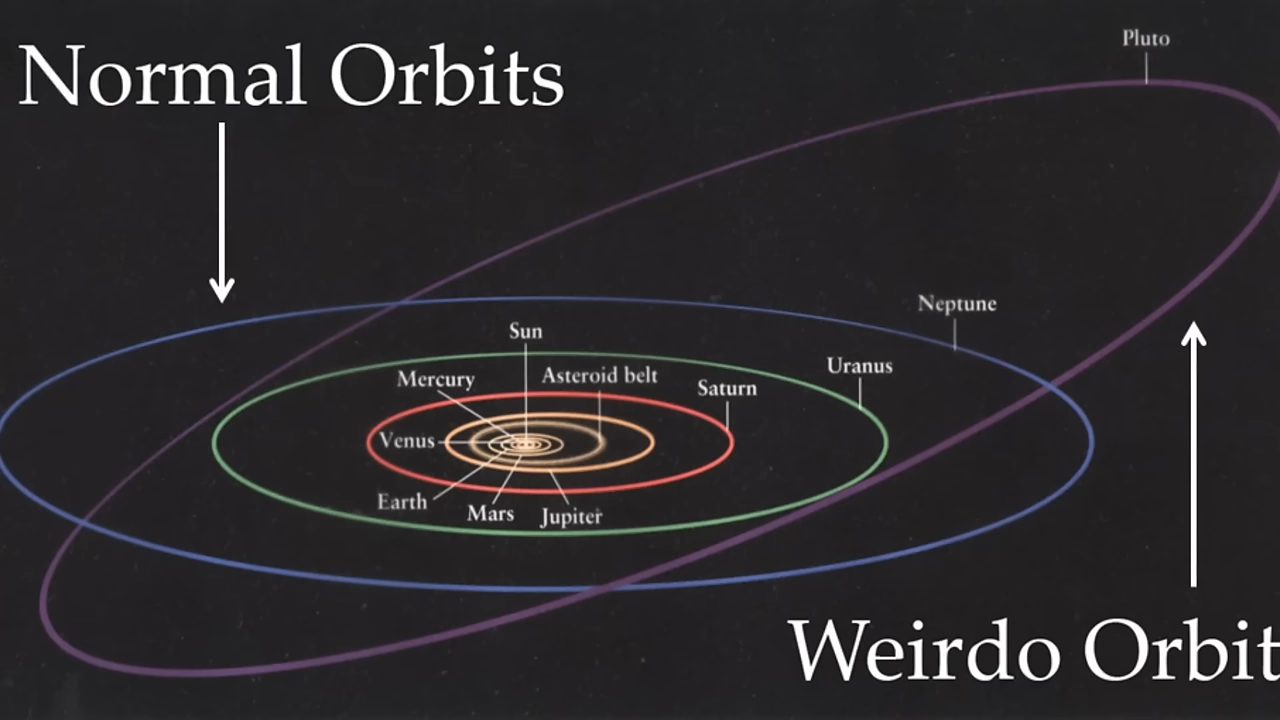 Pluto
Normal Orbits
Neptune
Sun
Uranus
Mercury
Asteroid belt
Saturn
Venus
Earth
Mars
Jupiter
Weirdo Orbit